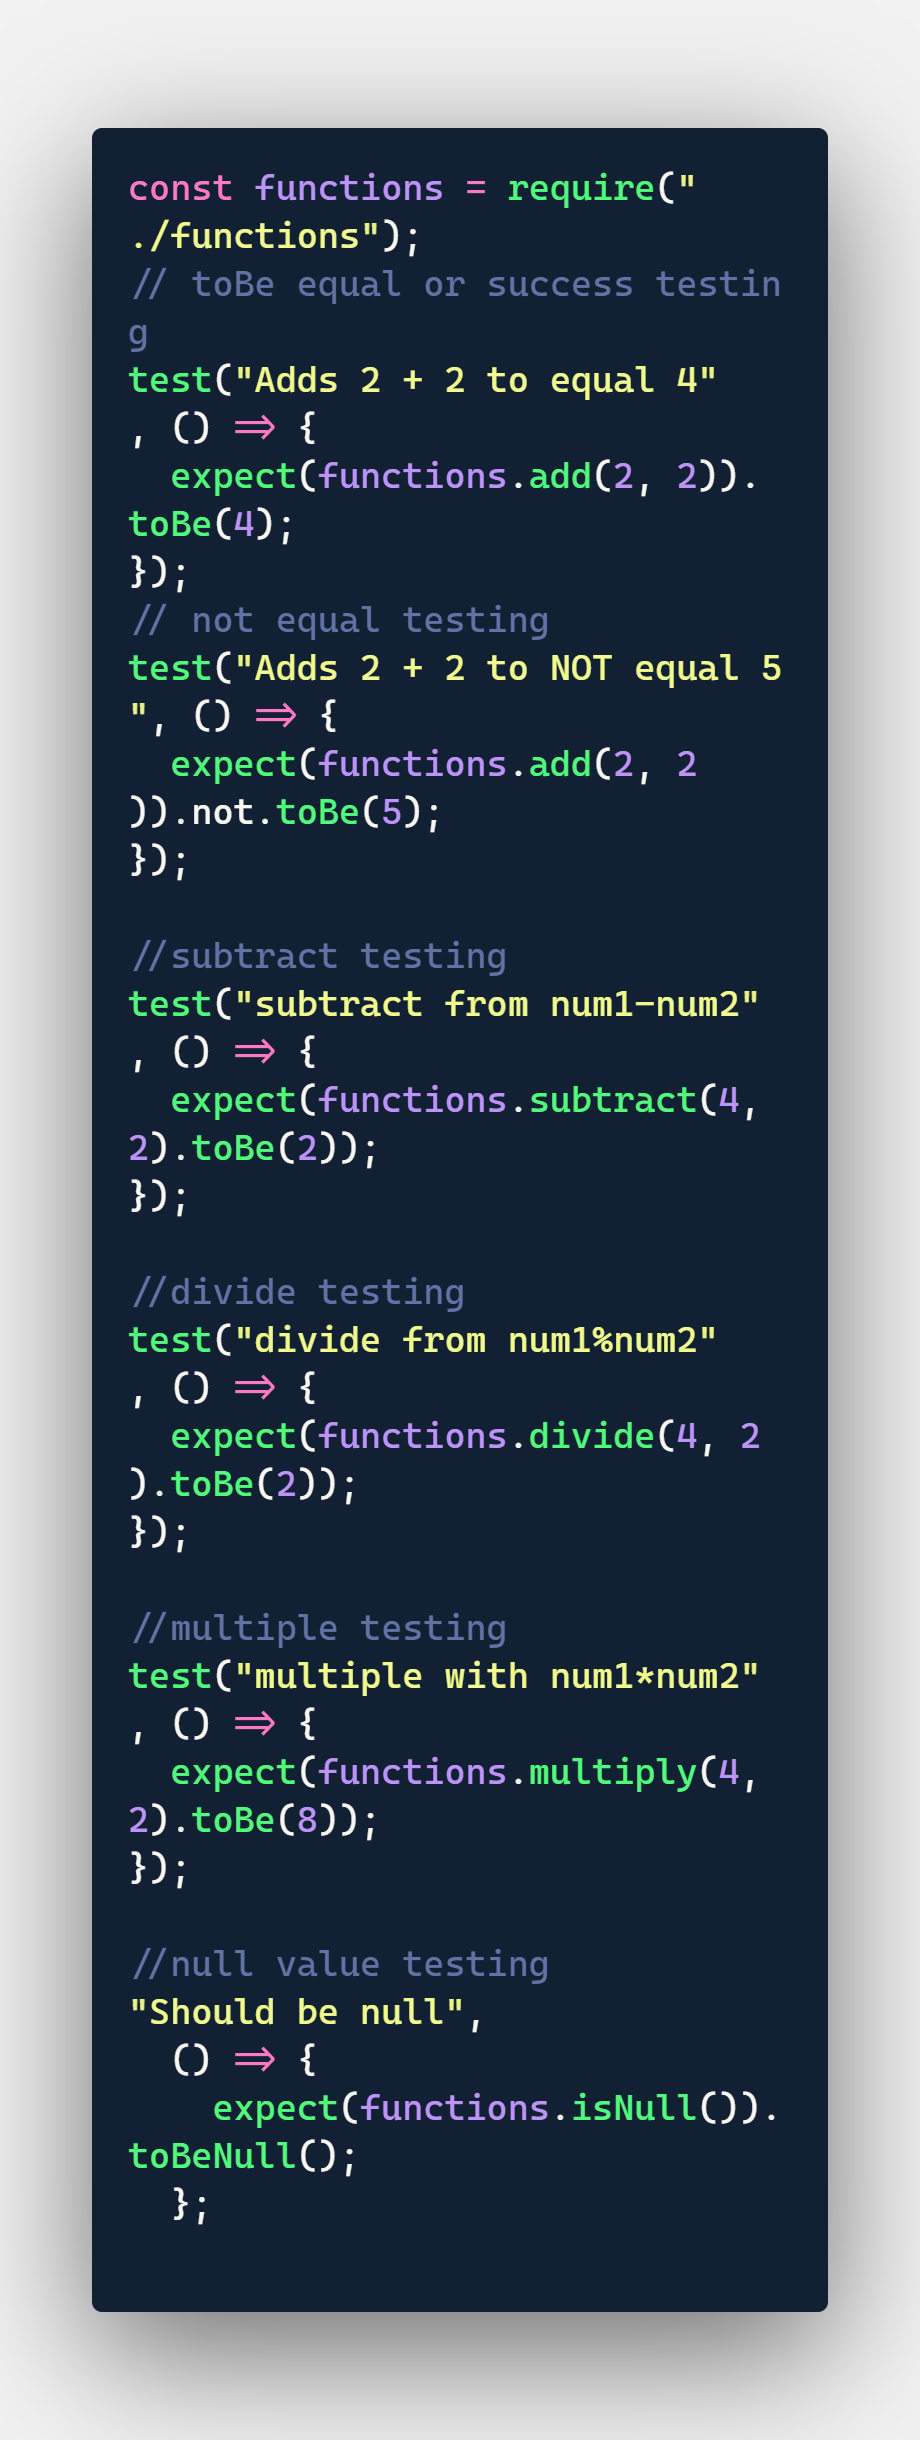 const functions = require("
./functions");
// toBe equal or success testin
g
test("Adds 2 + 2 to equal 4"
, () => {
  expect(functions.add(2, 2)).
toBe(4);
});
// not equal testing
test("Adds 2 + 2 to NOT equal 5
", () => {
  expect(functions.add(2, 2
)).not.toBe(5);
});

//subtract testing
test("subtract from num1-num2"
, () => {
  expect(functions.subtract(4,
2).toBe(2));
});

//divide testing
test("divide from num1%num2"
, () => {
  expect(functions.divide(4, 2
).toBe(2));
});

//multiple testing
test("multiple with num1*num2"
, () => {
  expect(functions.multiply(4,
2).toBe(8));
});

//null value testing
"Should be null",
  () => {
    expect(functions.isNull()).
toBeNull();
  };